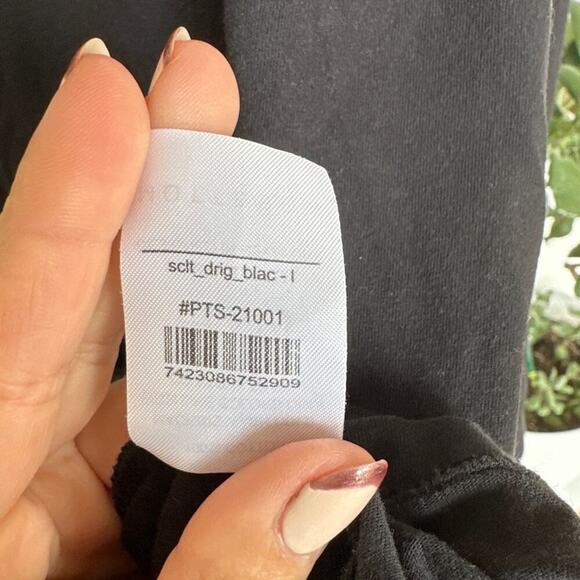 sclt_drig_blac - l
#PTS-21001
7423086752909